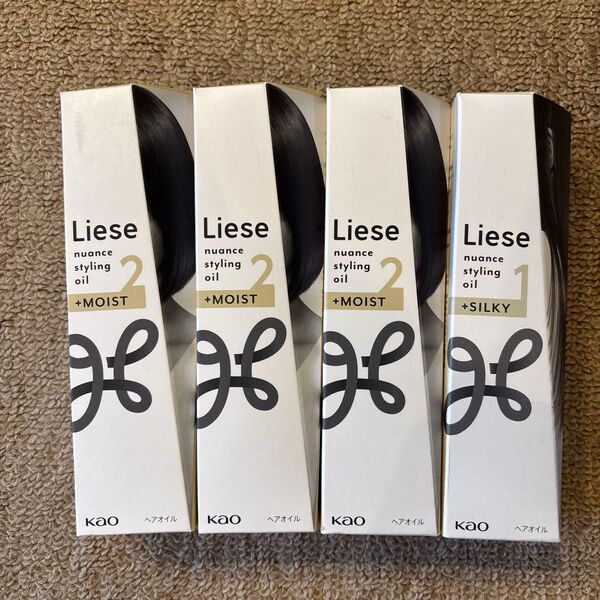 Liese
nuance
styling
oil
2
+MOIST
Kao
ヘアオイル
Liese
nuance
styling
oil
2
+MOIST
Kao
ヘアオイル
Liese
nuance
styling
oil
2
+MOIST
Kao
ヘアオイル
Liese
nuance
styling
oil
1
+SILKY
Kao
ヘアオイル